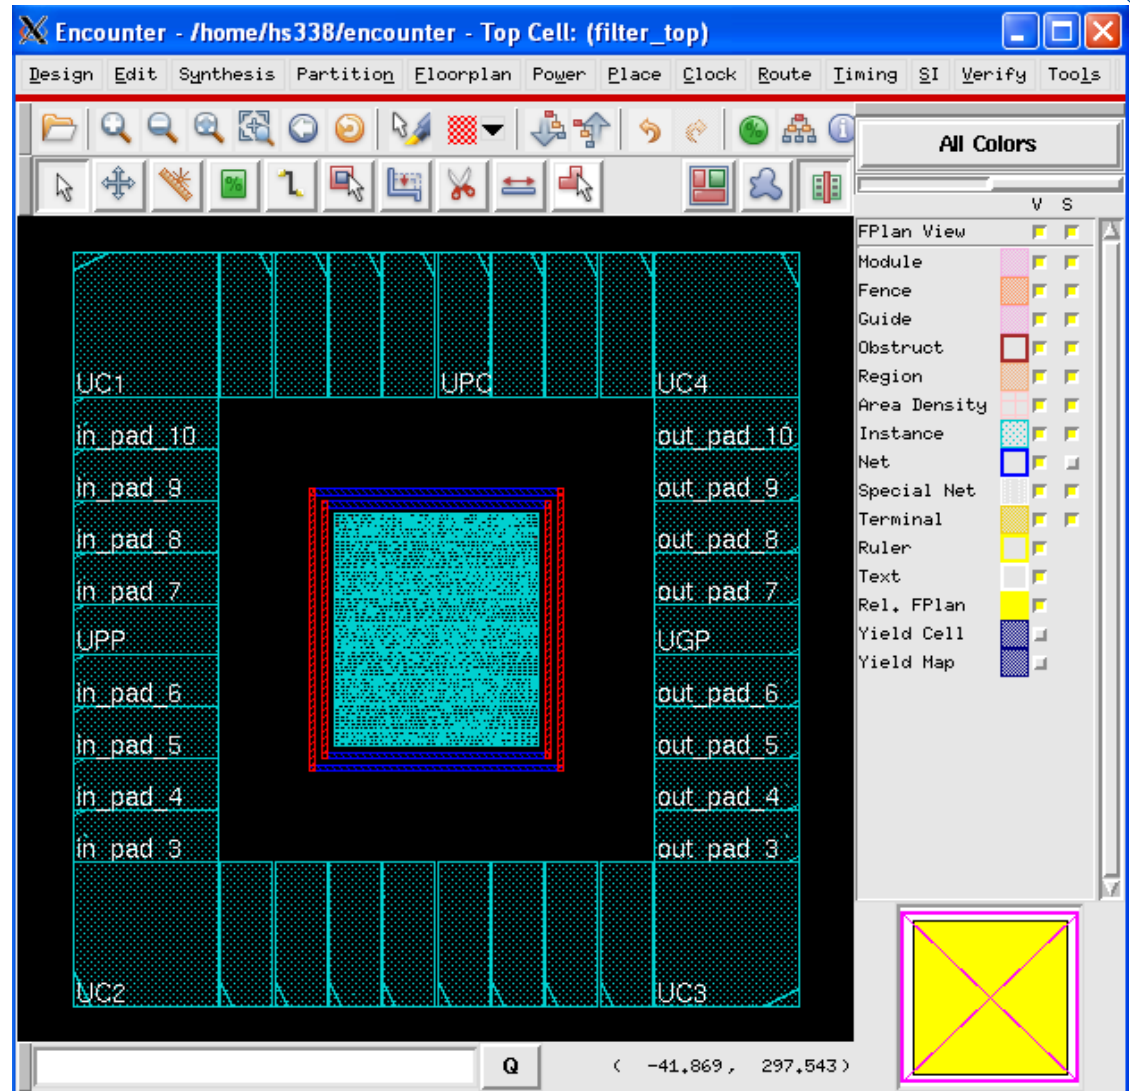 Encounter - /home/hs338/encounter - Top Cell: (filter_top)
Design Edit Synthesis Partition Floorplan Power Place Clock Route Timing SI Verify Tools
All Colors
V S
FPlan View
Module
Fence
Guide
Obstruct
Region
Area Density
Instance
Net
Special Net
Terminal
Ruler
Text
Rel. FPlan
Yield Cell
Yield Map
UC1 UPC UC4
in_pad_10 out_pad_10
in_pad_9 out_pad_9
in_pad_8 out_pad_8
in_pad_7 out_pad_7
UPP UGP
in_pad_6 out_pad_6
in_pad_5 out_pad_5
in_pad_4 out_pad_4
in_pad_3 out_pad_3
UC2 UC3
Q ( -41.869, 297.543)